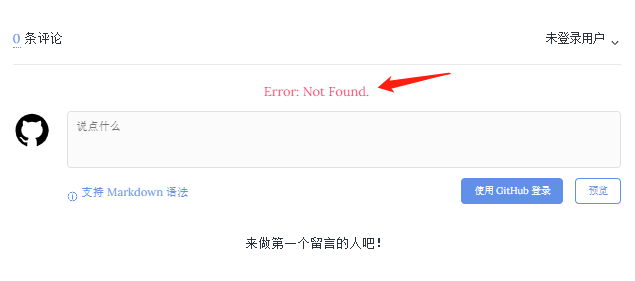 0 条评论 未登录用户
Error: Not Found.
说点什么
支持 Markdown 语法 使用 GitHub 登录 预览
来做第一个留言的人吧！